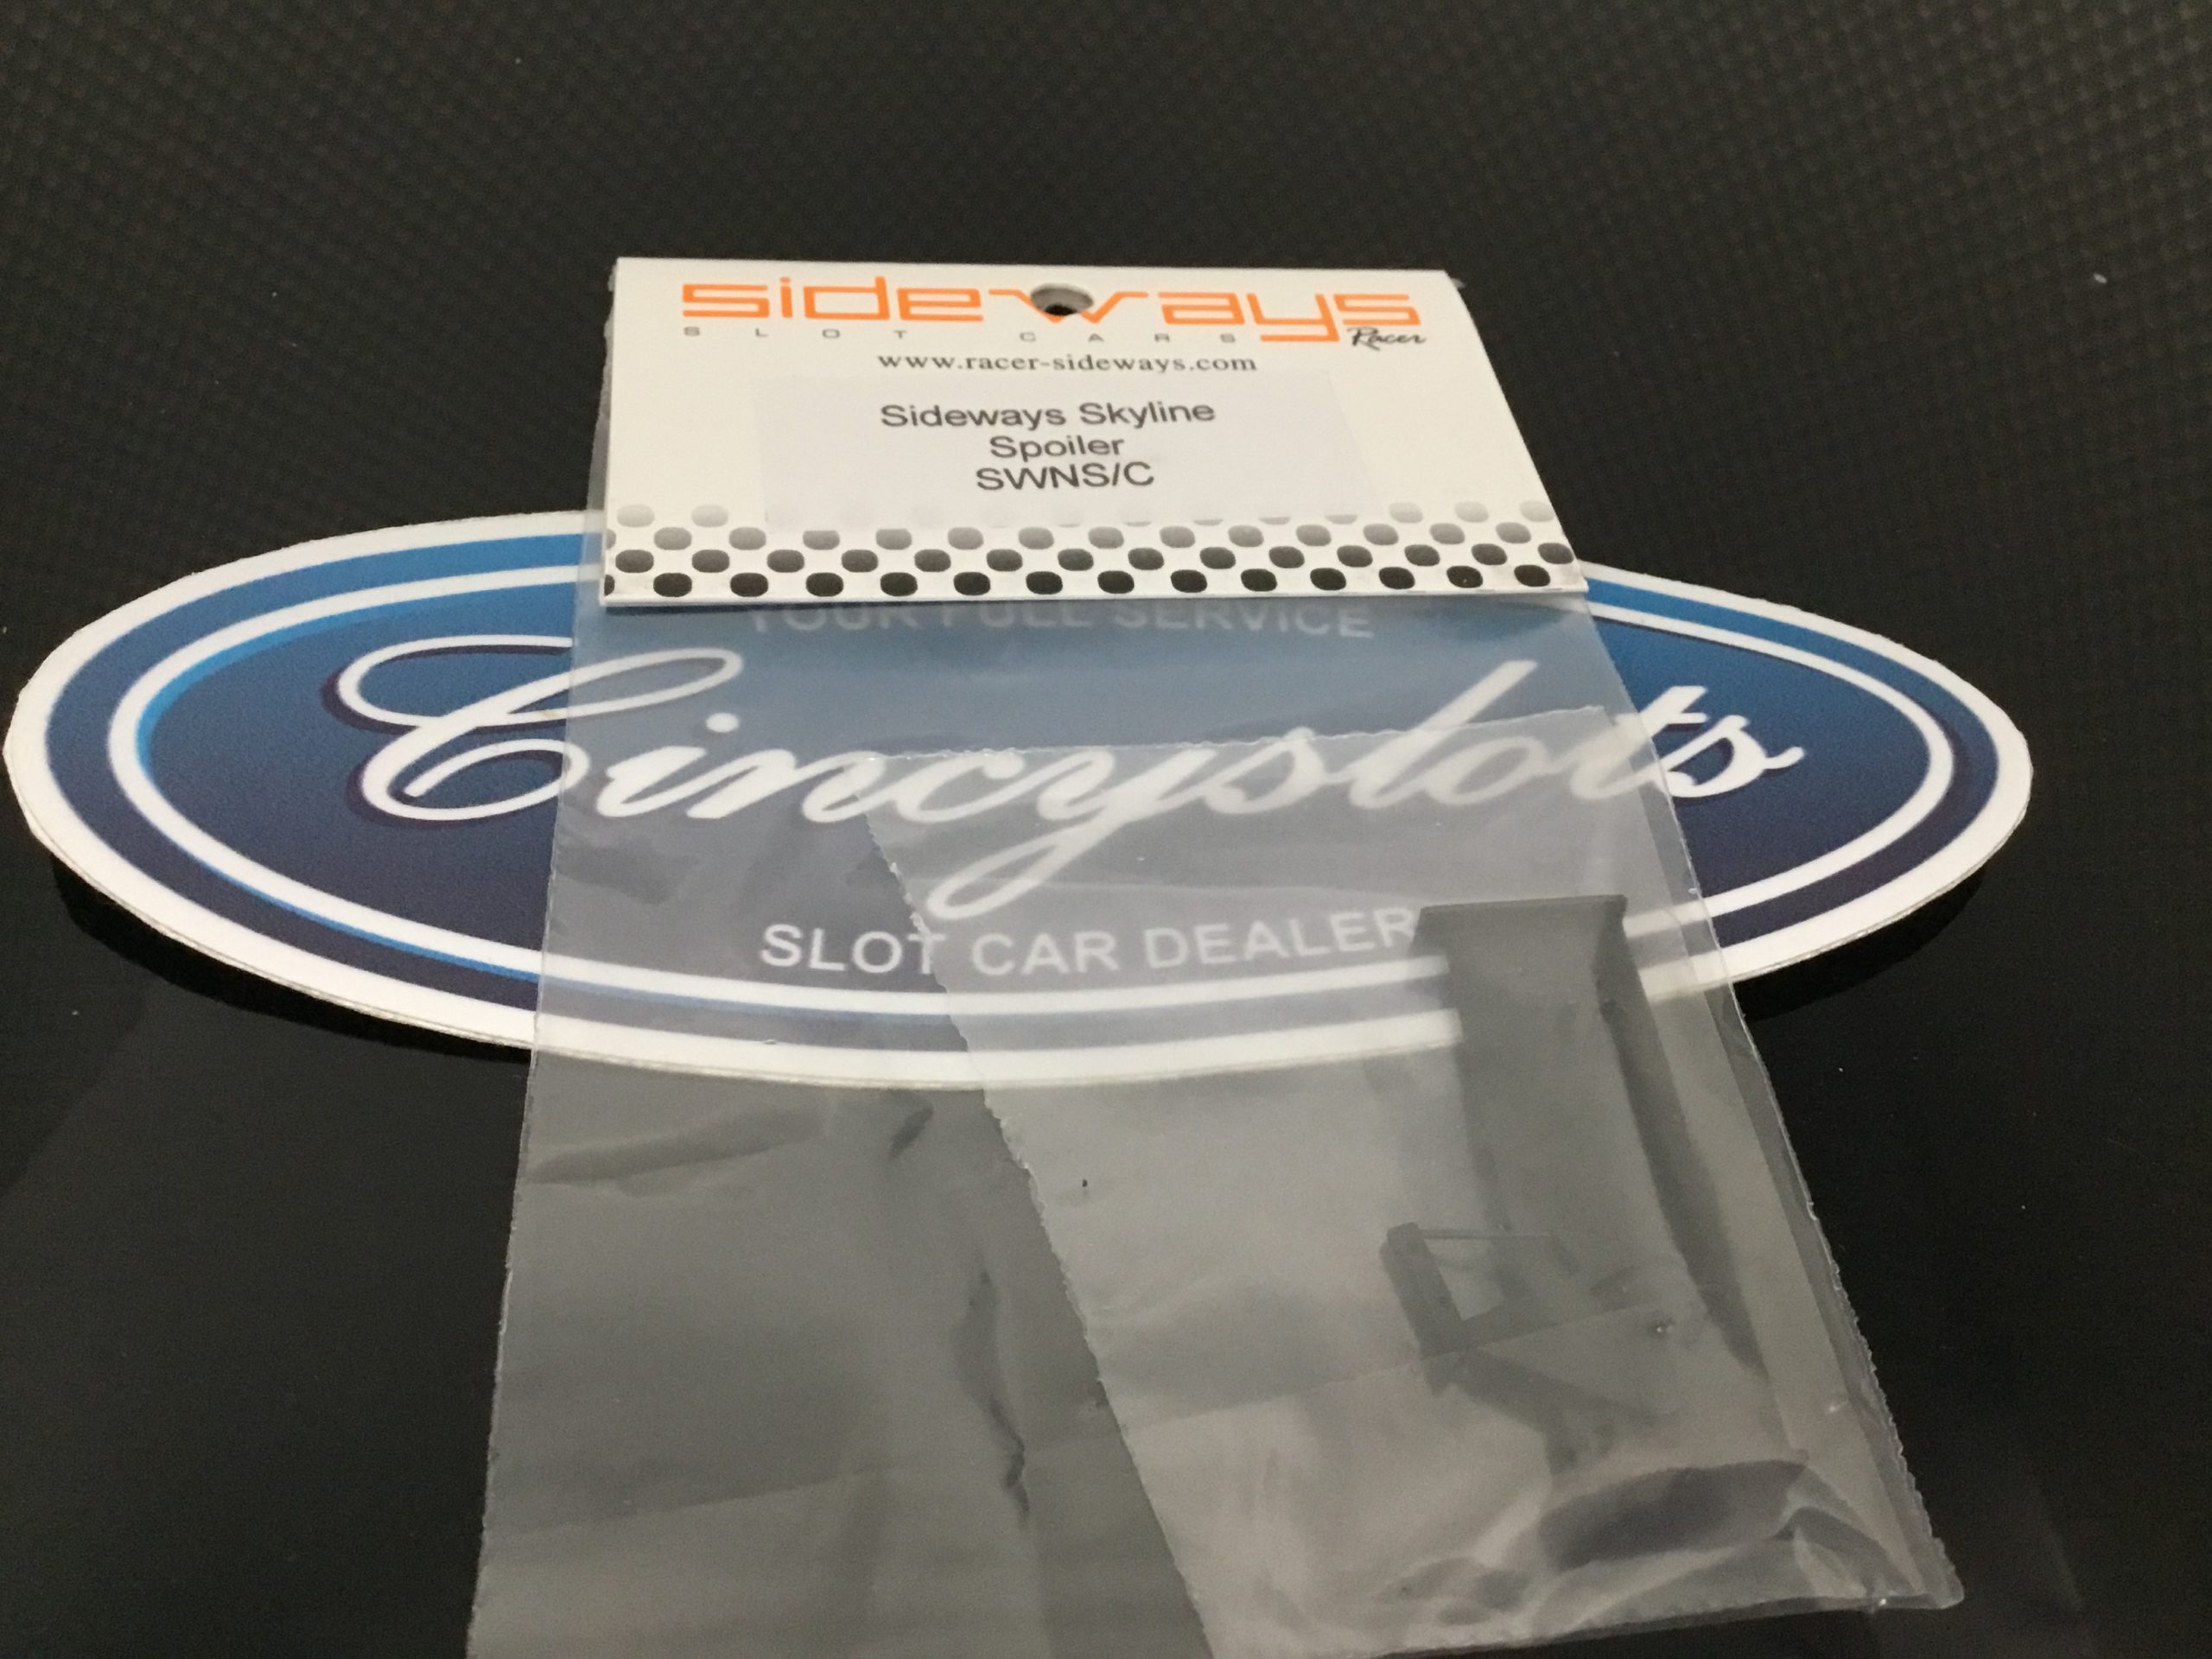 sideways
SLOT CARS Racer
www.racer-sideways.com
Sideways Skyline
Spoiler
SWNS/C
YOUR FULL SERVICE
Cincyslots
SLOT CAR DEALER